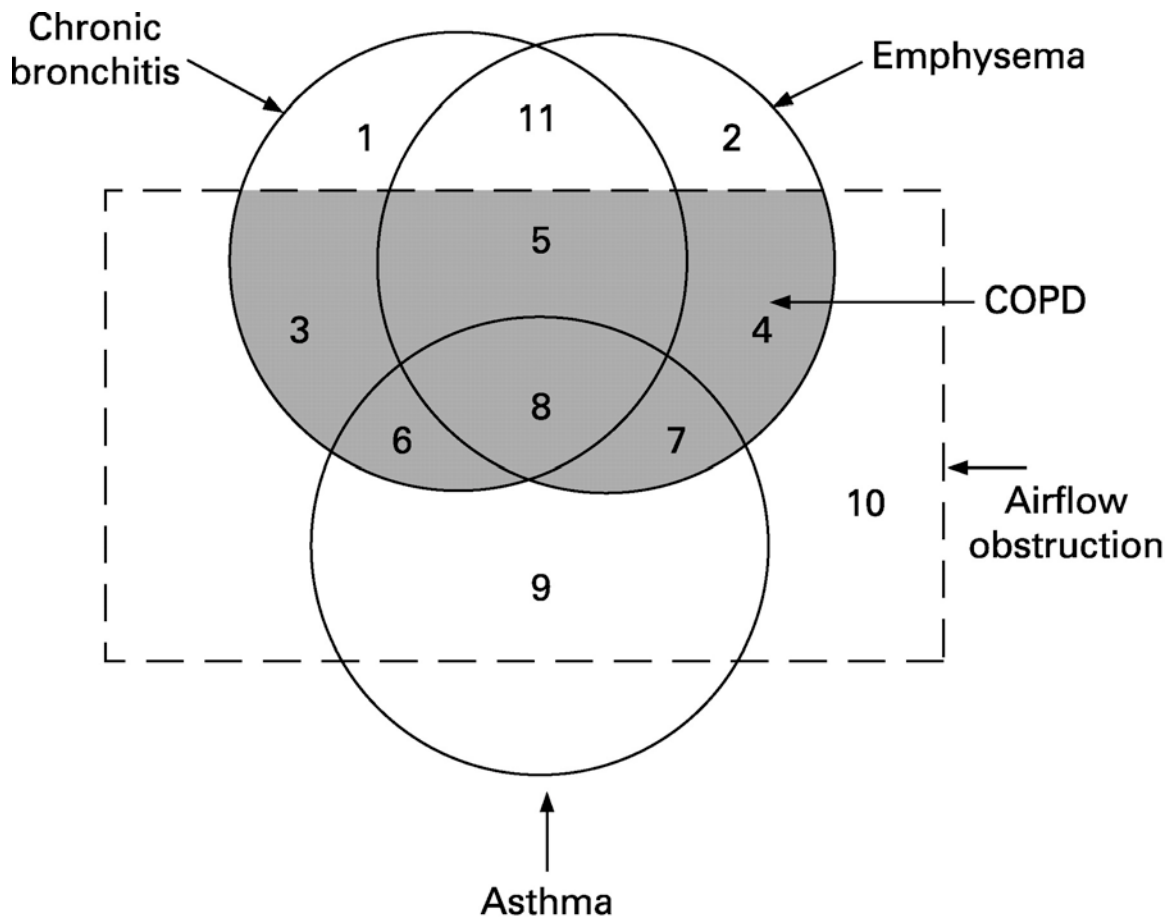 Chronic
bronchitis
Emphysema
1
11
2
5
COPD
3
4
8
6
7
10
Airflow
obstruction
9
Asthma